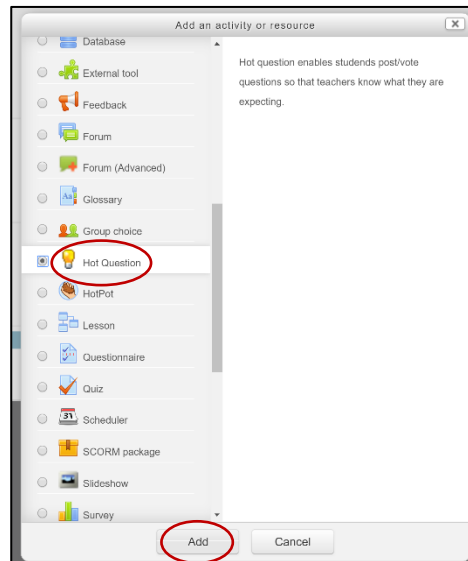 Add an activity or resource
Database
External tool
Feedback
Forum
Forum (Advanced)
Glossary
Group choice
Hot Question
HotPot
Lesson
Questionnaire
Quiz
Scheduler
SCORM package
Slideshow
Survey
Hot question enables studends post/vote
questions so that teachers know what they are
expecting.
Add
Cancel